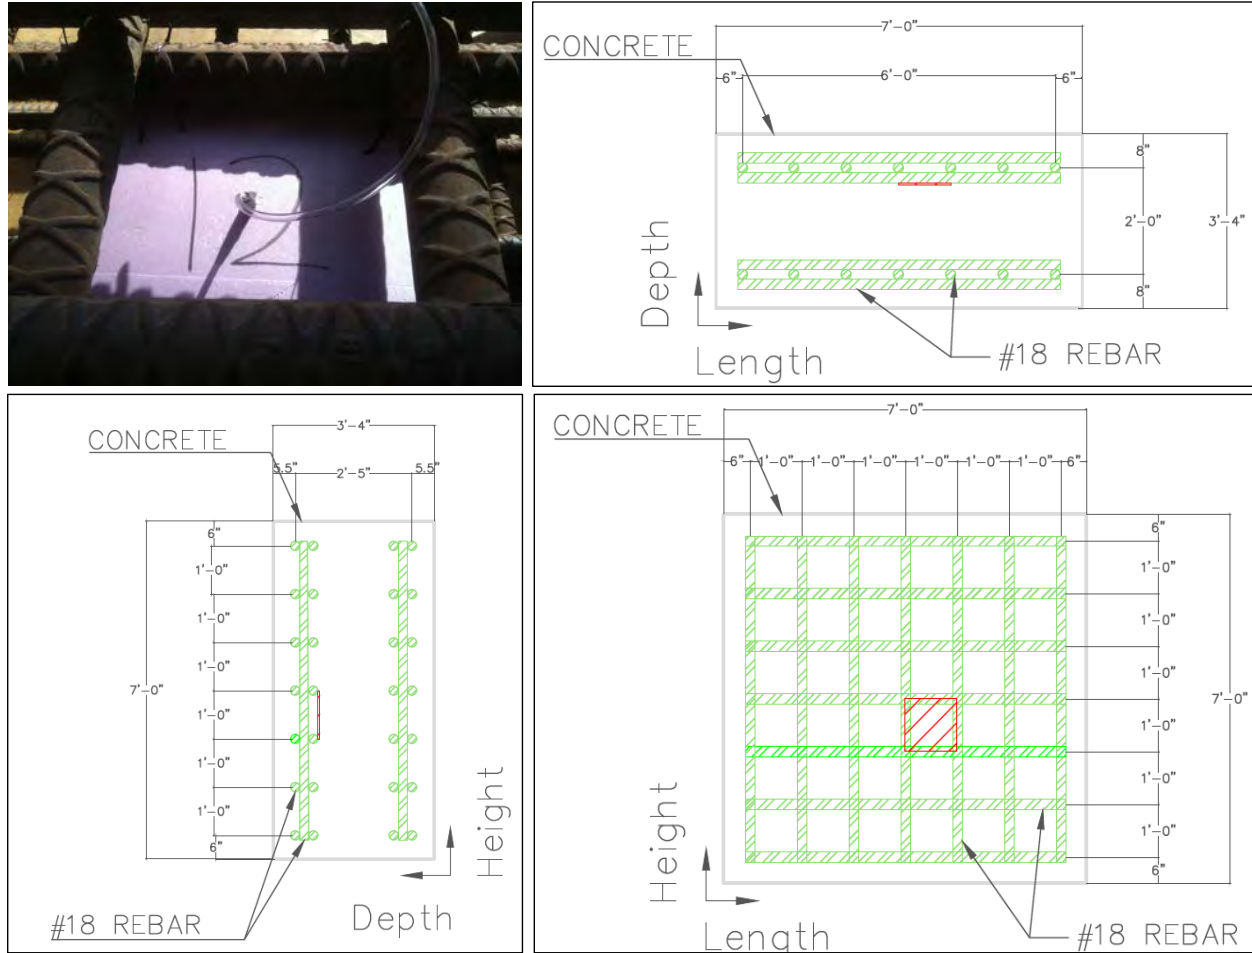 12
7'-0"
CONCRETE
6" 6'-0" 6"
8"
2'-0"
3'-4"
8"
Depth
Length
#18 REBAR
3'-4"
CONCRETE
5.5" 2'-5" 5.5"
6"
1'-0"
1'-0"
1'-0"
7'-0"
1'-0"
1'-0"
1'-0"
6"
Height
Depth
#18 REBAR
7'-0"
CONCRETE
6" 1'-0" 1'-0" 1'-0" 1'-0" 1'-0" 1'-0" 6"
6"
1'-0"
1'-0"
1'-0"
7'-0"
1'-0"
1'-0"
1'-0"
6"
Height
Length
#18 REBAR